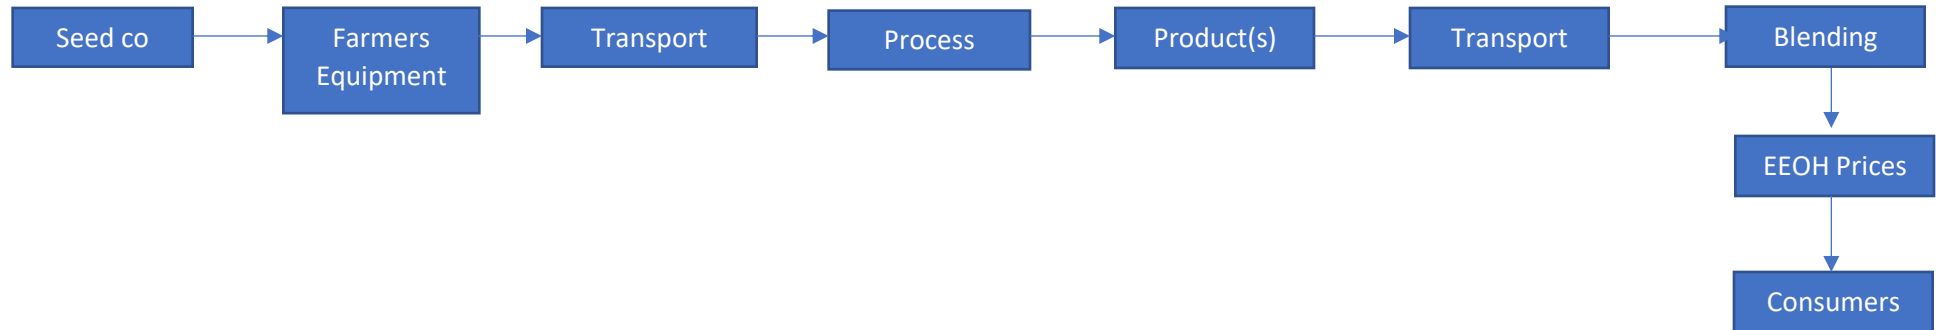 Seed co
Farmers
Equipment
Transport
Process
Product(s)
Transport
Blending
EEOH Prices
Consumers